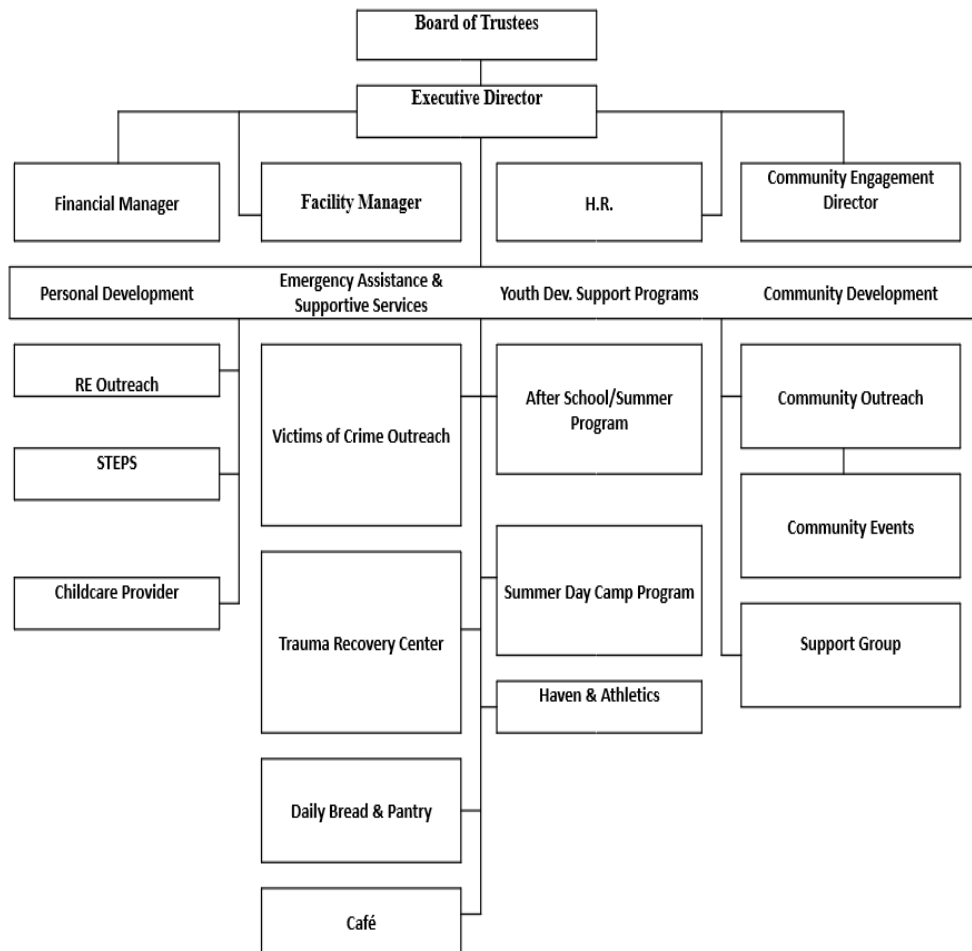 Board of Trustees
Executive Director
Financial Manager
Facility Manager
H.R.
Community Engagement
Director
Personal Development
Emergency Assistance &
Supportive Services
Youth Dev. Support Programs
Community Development
RE Outreach
STEPS
Childcare Provider
Victims of Crime Outreach
Trauma Recovery Center
Daily Bread & Pantry
Café
After School/Summer
Program
Summer Day Camp Program
Haven & Athletics
Community Outreach
Community Events
Support Group